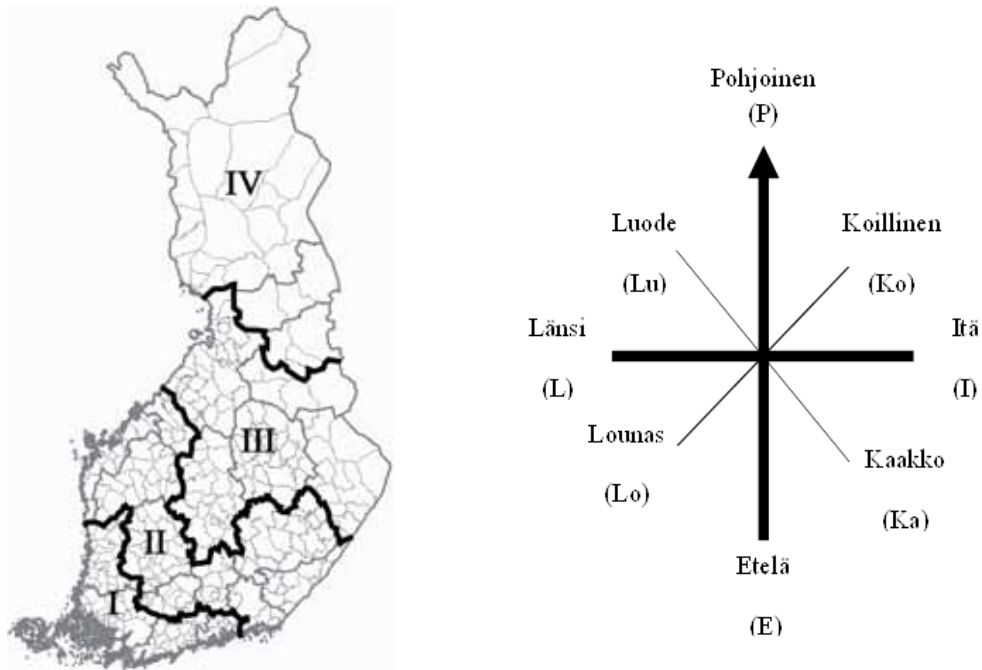 IV
III
II
I
Pohjoinen
(P)
Luode
(Lu)
Koillinen
(Ko)
Länsi
(L)
Itä
(I)
Lounas
(Lo)
Kaakko
(Ka)
Etelä
(E)